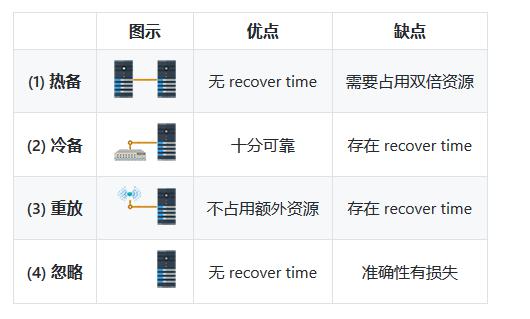 图示 优点 缺点
(1) 热备 无 recover time 需要占用双倍资源
(2) 冷备 十分可靠 存在 recover time
(3) 重放 不占用额外资源 存在 recover time
(4) 忽略 无 recover time 准确性有损失